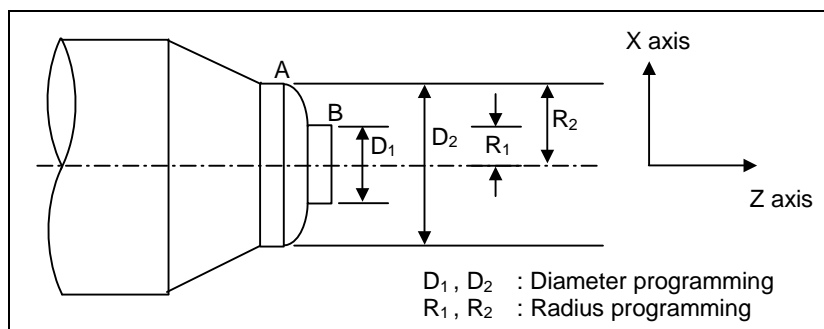 X axis
A
B
D₁
D₂
R₁
R₂
Z axis
D₁ , D₂ : Diameter programming
R₁ , R₂ : Radius programming